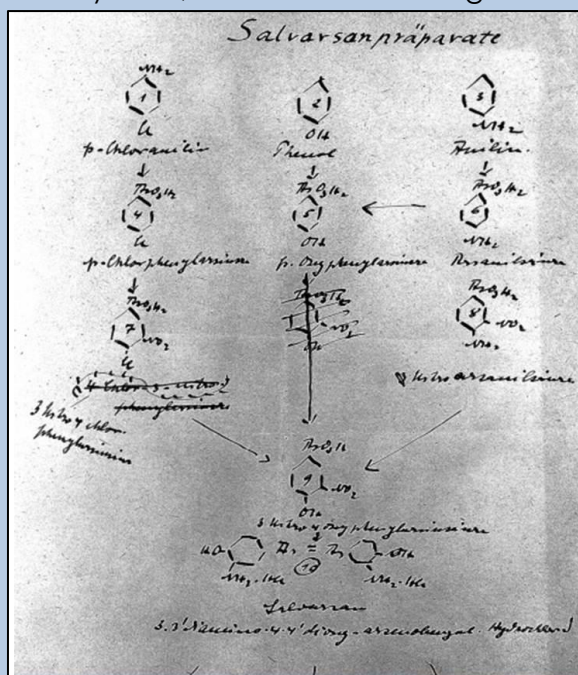 Salvarsanpräparate
NH₂
1 2 3
Cl OH NH₂
p-Chloranilin Phenol Anilin.
AsO₃H₂ AsO₃H₂ AsO₃H₂
4 5 6
Cl OH NH₂
p-Chlorphenylarsinsäure p-Oxyphenylarsinsäure Arsanilsäure
AsO₃H₂ AsO₃H₂
7 8
NO₂ NO₂ NO₂
Cl NH₂
Nitroarsanilsäure
3 Nitro 4 chlor-
phenylarsinsäure
AsO₃H₂
9
NO₂
OH
3 Nitro 4 oxyphenylarsinsäure
HO As = As OH
10
NH₂·HCl NH₂·HCl
Salvarsan
3.3'Diamino-4.4'dioxy-arsenobenzol-Hydrochlorid